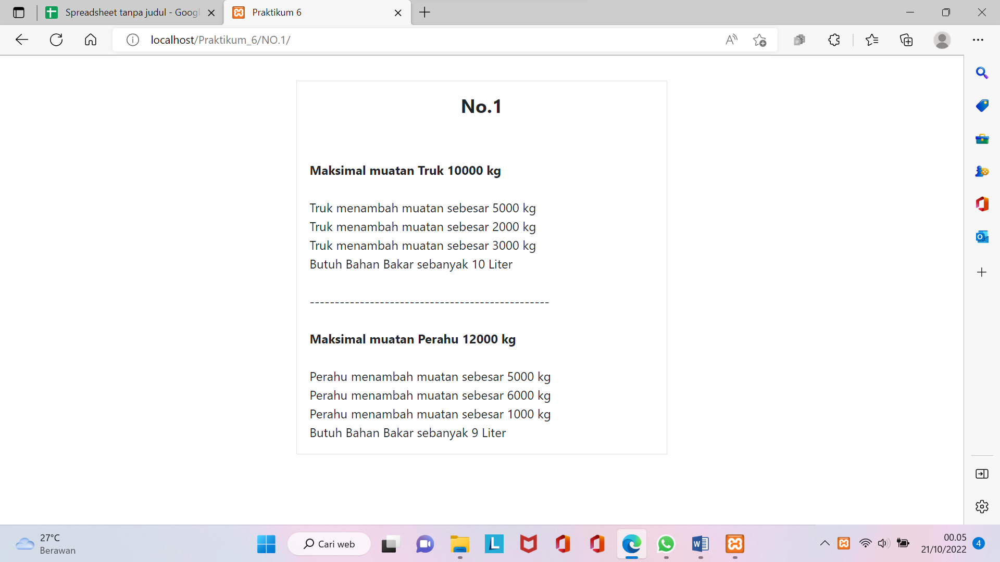 Spreadsheet tanpa judul - Goog
Praktikum 6
localhost/Praktikum_6/NO.1/
No.1
Maksimal muatan Truk 10000 kg
Truk menambah muatan sebesar 5000 kg
Truk menambah muatan sebesar 2000 kg
Truk menambah muatan sebesar 3000 kg
Butuh Bahan Bakar sebanyak 10 Liter
------------------------------------------------
Maksimal muatan Perahu 12000 kg
Perahu menambah muatan sebesar 5000 kg
Perahu menambah muatan sebesar 6000 kg
Perahu menambah muatan sebesar 1000 kg
Butuh Bahan Bakar sebanyak 9 Liter
27°C
Berawan
Cari web
00.05
21/10/2022
4